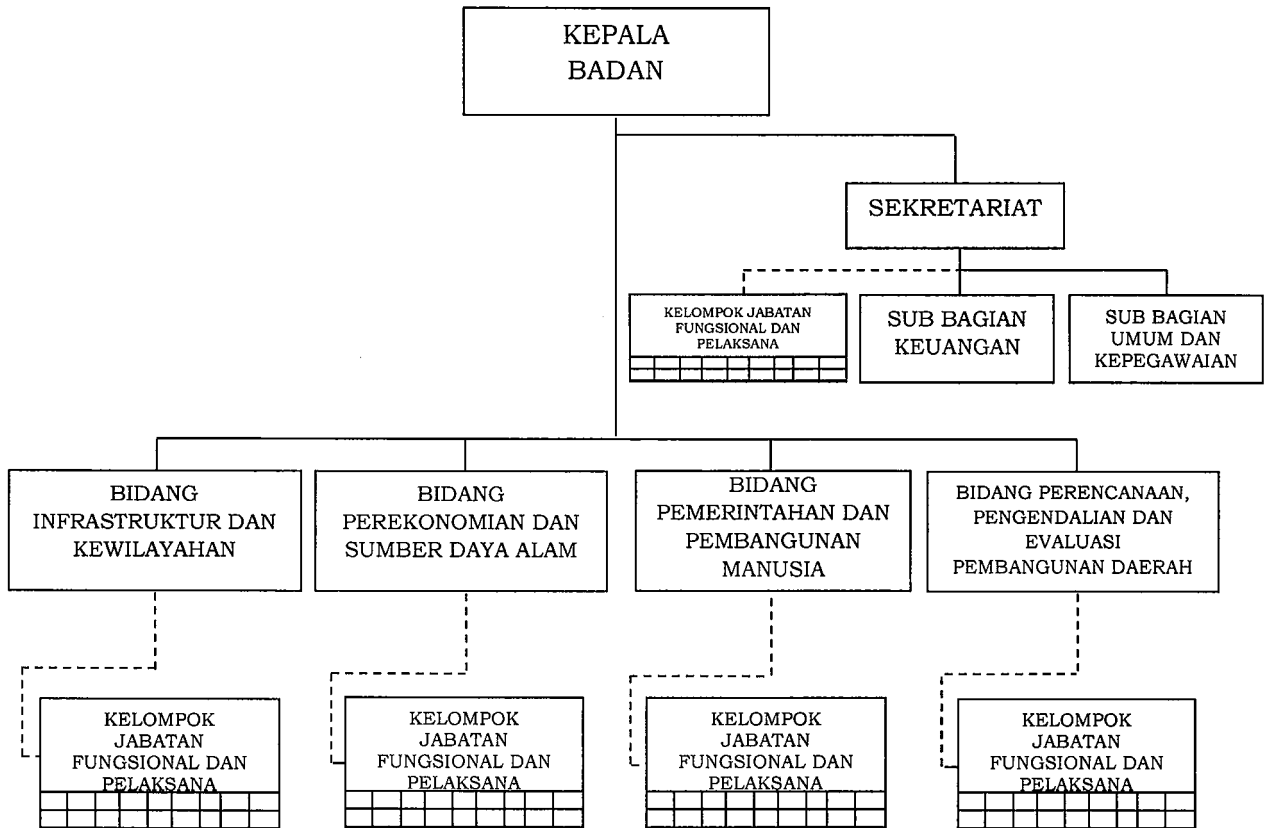 KEPALA
BADAN
SEKRETARIAT
KELOMPOK JABATAN
FUNGSIONAL DAN
PELAKSANA
SUB BAGIAN
KEUANGAN
SUB BAGIAN
UMUM DAN
KEPEGAWAIAN
BIDANG
INFRASTRUKTUR DAN
KEWILAYAHAN
BIDANG
PEREKONOMIAN DAN
SUMBER DAYA ALAM
BIDANG
PEMERINTAHAN DAN
PEMBANGUNAN
MANUSIA
BIDANG PERENCANAAN,
PENGENDALIAN DAN
EVALUASI
PEMBANGUNAN DAERAH
KELOMPOK
JABATAN
FUNGSIONAL DAN
PELAKSANA
KELOMPOK
JABATAN
FUNGSIONAL DAN
PELAKSANA
KELOMPOK
JABATAN
FUNGSIONAL DAN
PELAKSANA
KELOMPOK
JABATAN
FUNGSIONAL DAN
PELAKSANA